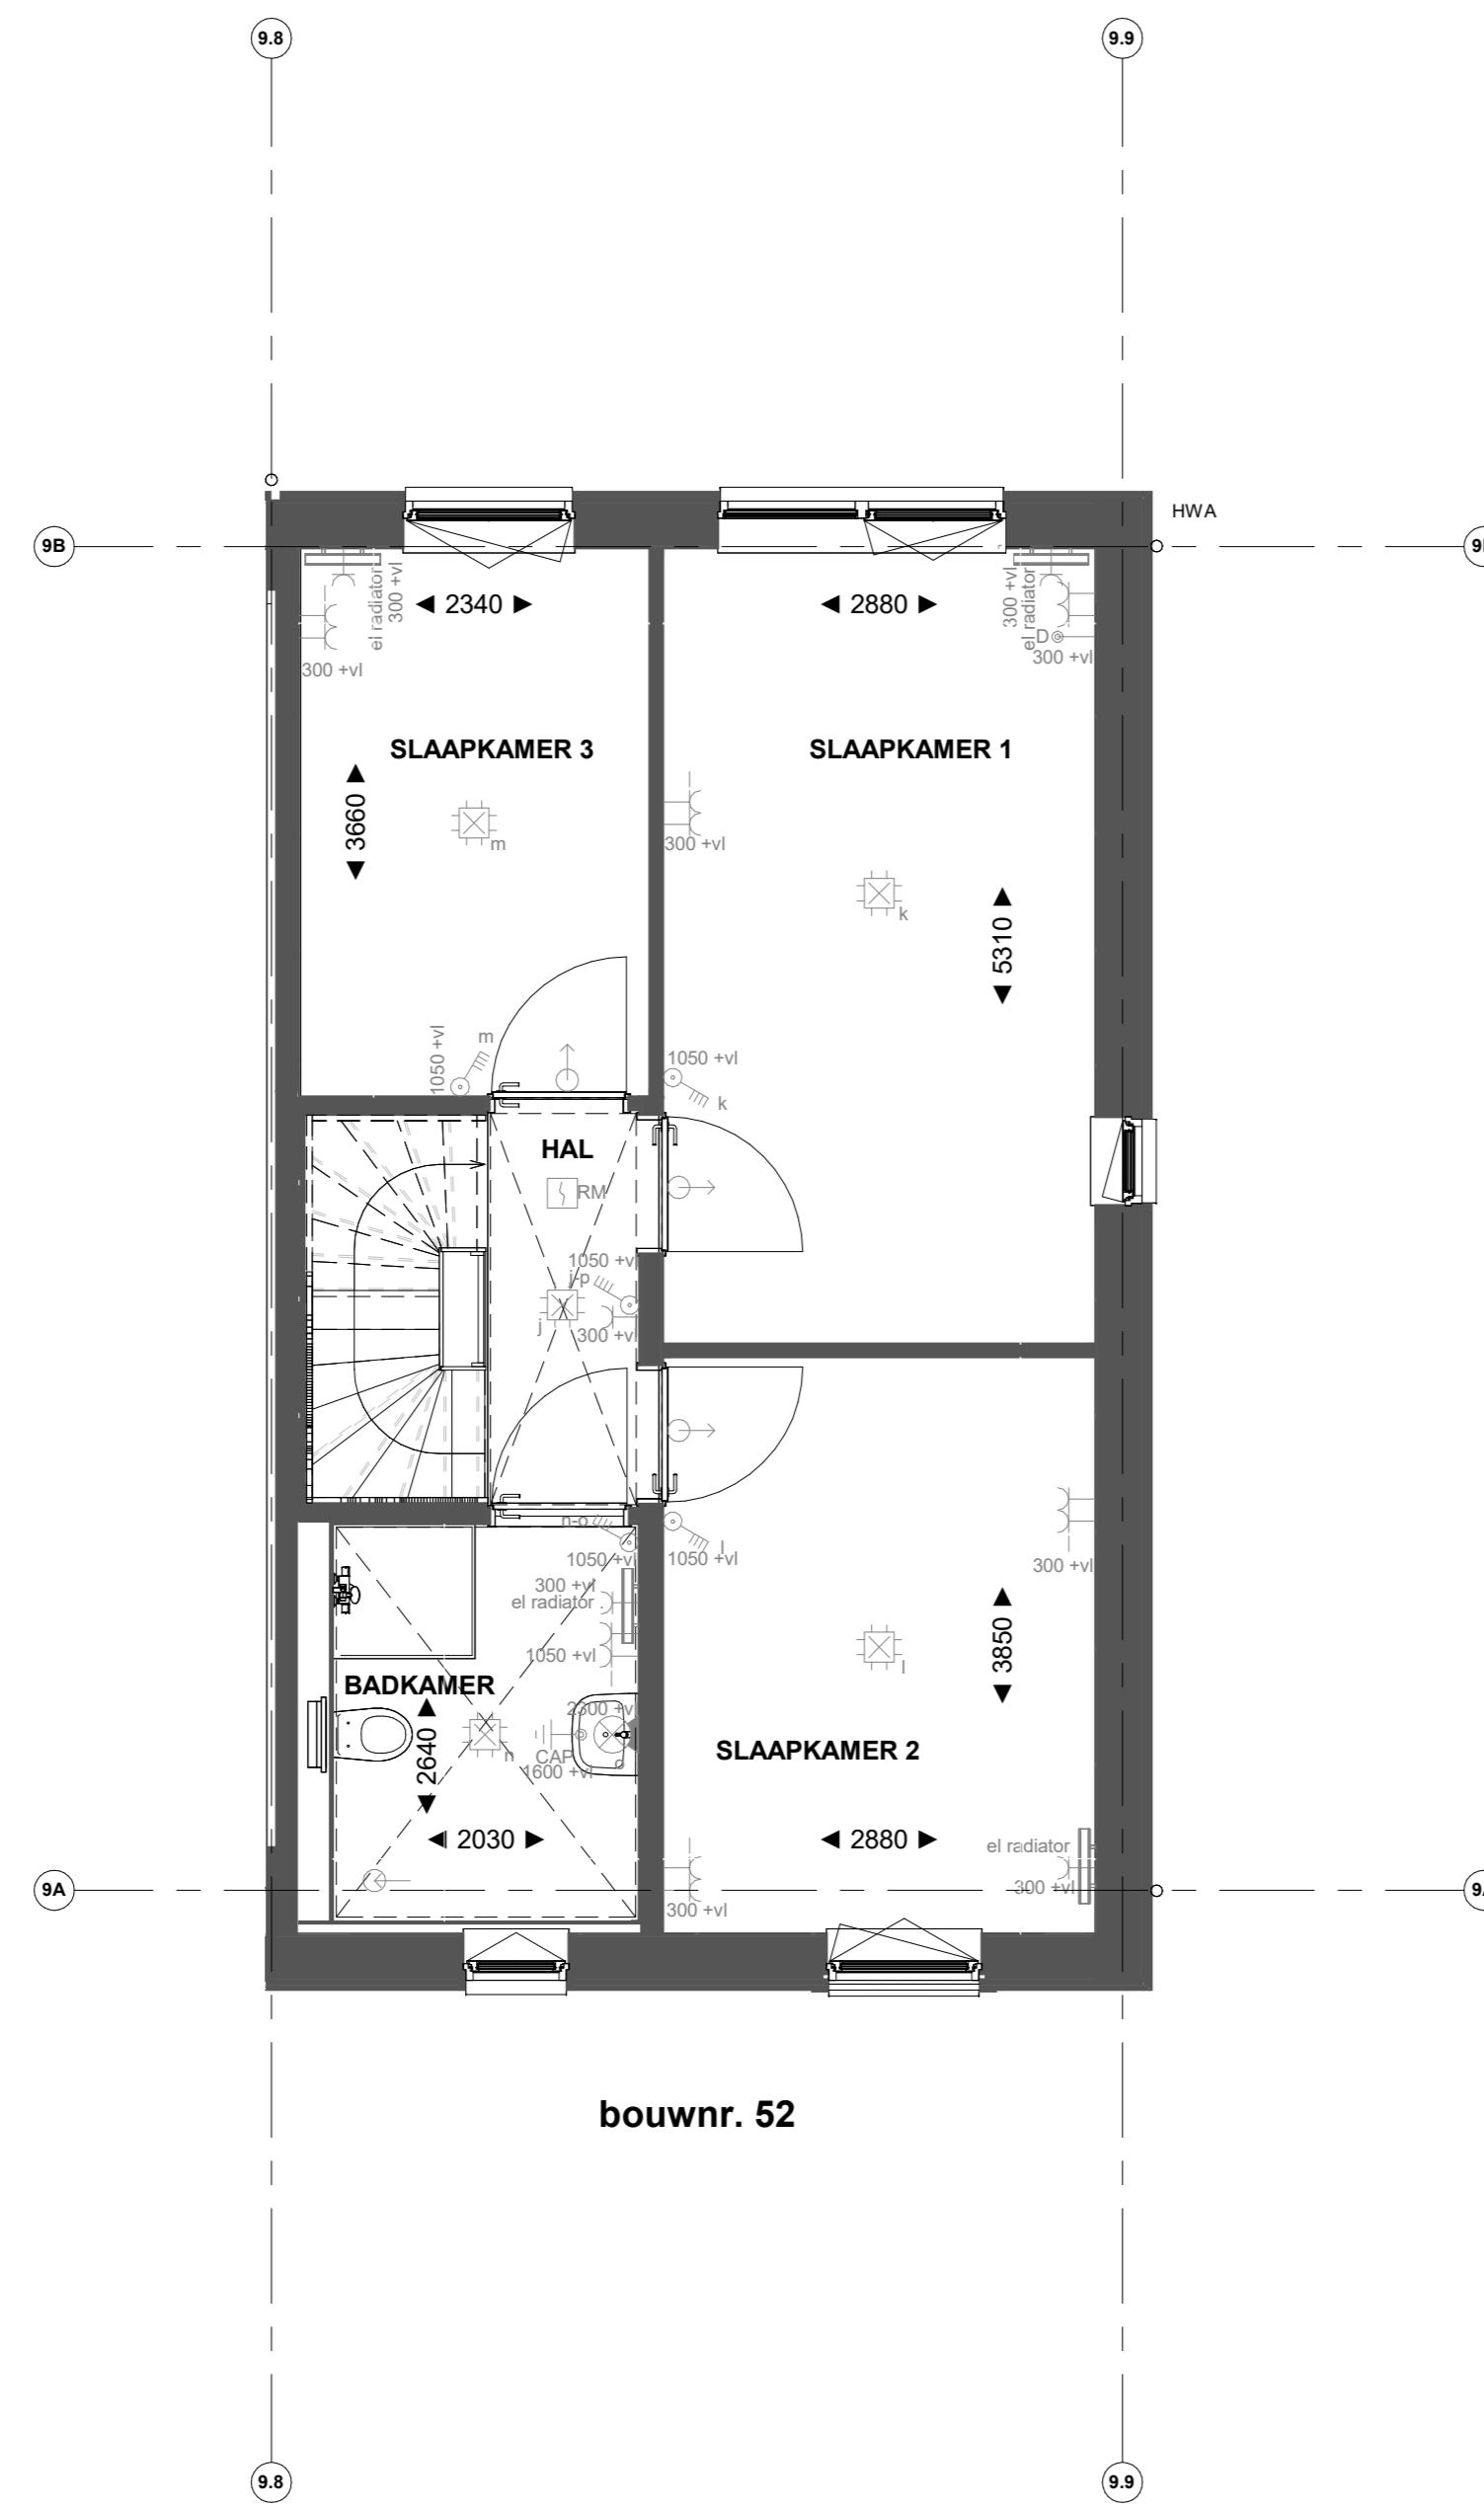 9.8
9.9
HWA
9B
9
el radiator
300 +vl
300 +vl
2340
2880
300 +vl
el radiator
D
300 +vl
SLAAPKAMER 3
SLAAPKAMER 1
3660
m
300 +vl
k
5310
1050 +vl
m
1050 +vl
k
HAL
RM
1050 +vl
j-p
j
300 +vl
n-o
1050 +vl
1050 +vl
l
300 +vl
el radiator
1050 +vl
300 +vl
BADKAMER
2300 +vl
n
CAP
1600 +vl
o
2640
l
3850
SLAAPKAMER 2
2030
2880
el radiator
300 +vl
300 +vl
9A
9
bouwnr. 52
9.8
9.9